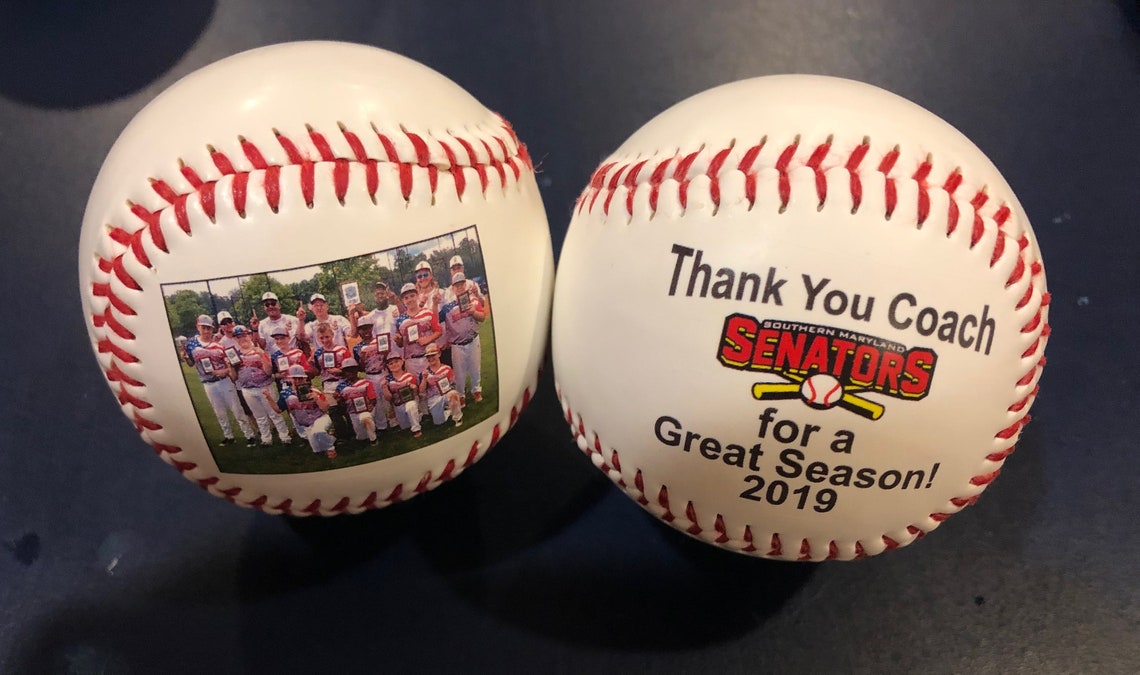 Thank You Coach
SOUTHERN MARYLAND
SENATORS
for a
Great Season!
2019